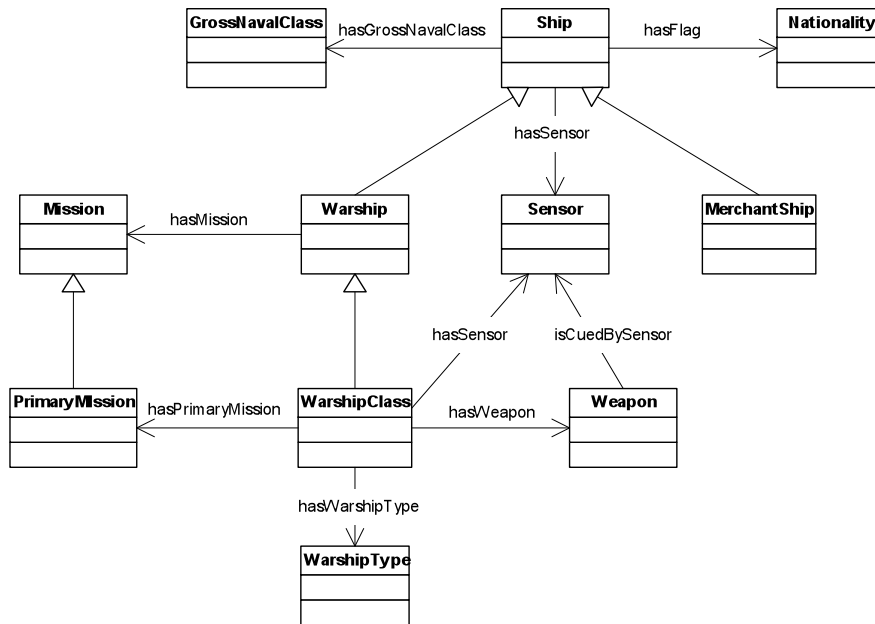 GrossNavalClass
hasGrossNavalClass
Ship
hasFlag
Nationality
hasSensor
Mission
hasMission
Warship
Sensor
MerchantShip
hasSensor
isCuedBySensor
PrimaryMIssion
hasPrimaryMission
WarshipClass
hasWeapon
Weapon
hasWarshipType
WarshipType